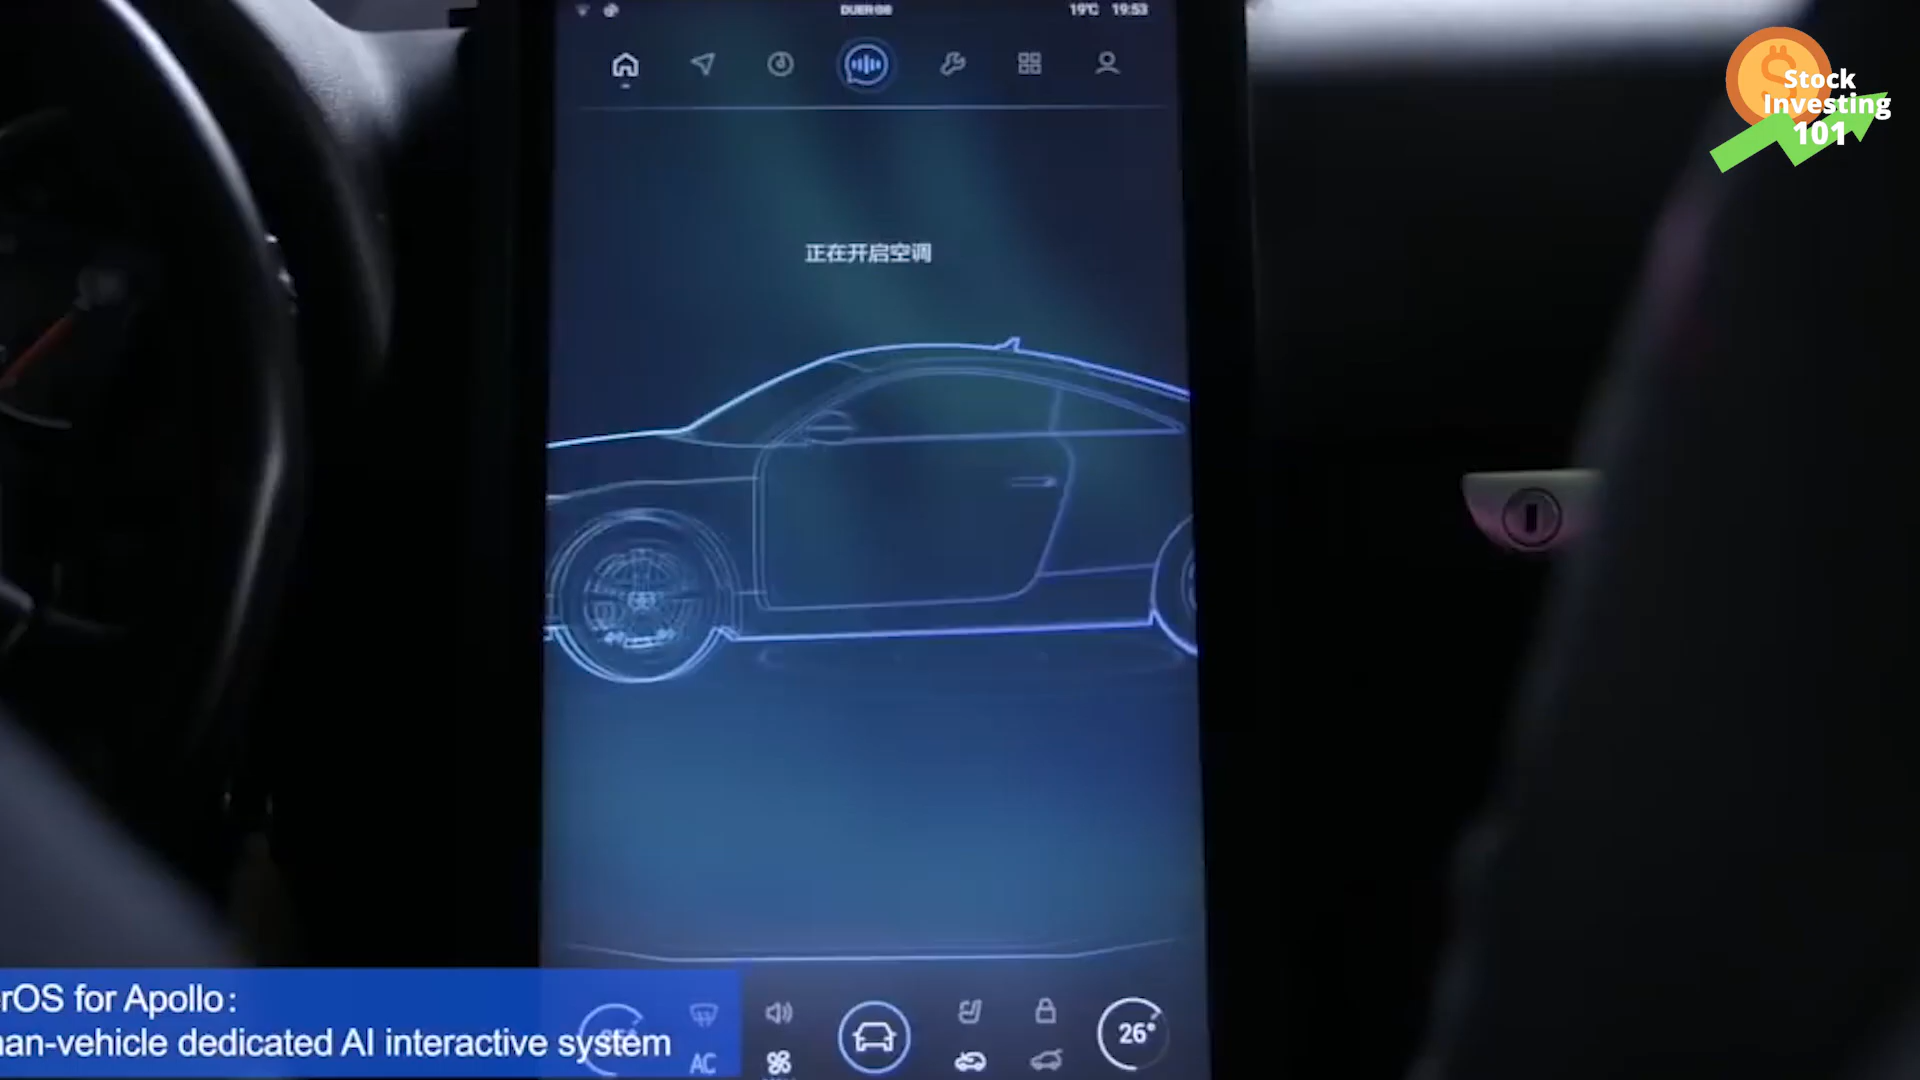 DUEROS
19℃ 19:53
Stock
Investing
101
正在开启空调
rOS for Apollo:
an-vehicle dedicated AI interactive system
AC
26°